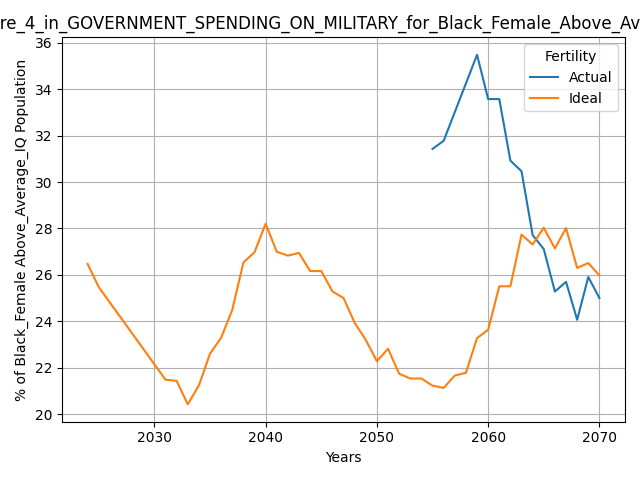 re_4_in_GOVERNMENT_SPENDING_ON_MILITARY_for_Black_Female_Above_Av
36
34
32
30
28
26
24
22
20
% of Black_Female Above_Average_IQ Population
Fertility
Actual
Ideal
2030
2040
2050
2060
2070
Years